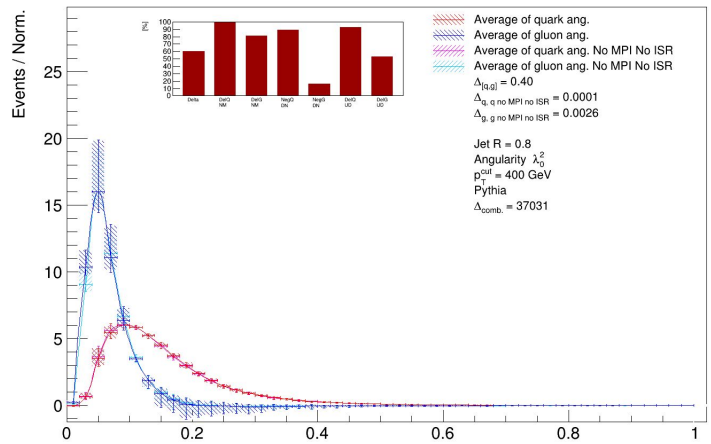 Events / Norm.
25
20
15
10
5
0
0
0.2
0.4
0.6
0.8
1
[%]
100
90
80
70
60
50
40
30
20
10
0
Delta
DefQ
NM
DefG
NM
NegQ
DN
NegG
DN
DefQ
UD
DefG
UD
Average of quark ang.
Average of gluon ang.
Average of quark ang. No MPI No ISR
Average of gluon ang. No MPI No ISR
Δ[q,g] = 0.40
Δq, q no MPI no ISR = 0.0001
Δg, g no MPI no ISR = 0.0026
Jet R = 0.8
Angularity λ²₀
pᵀcut = 400 GeV
Pythia
Δcomb. = 37031